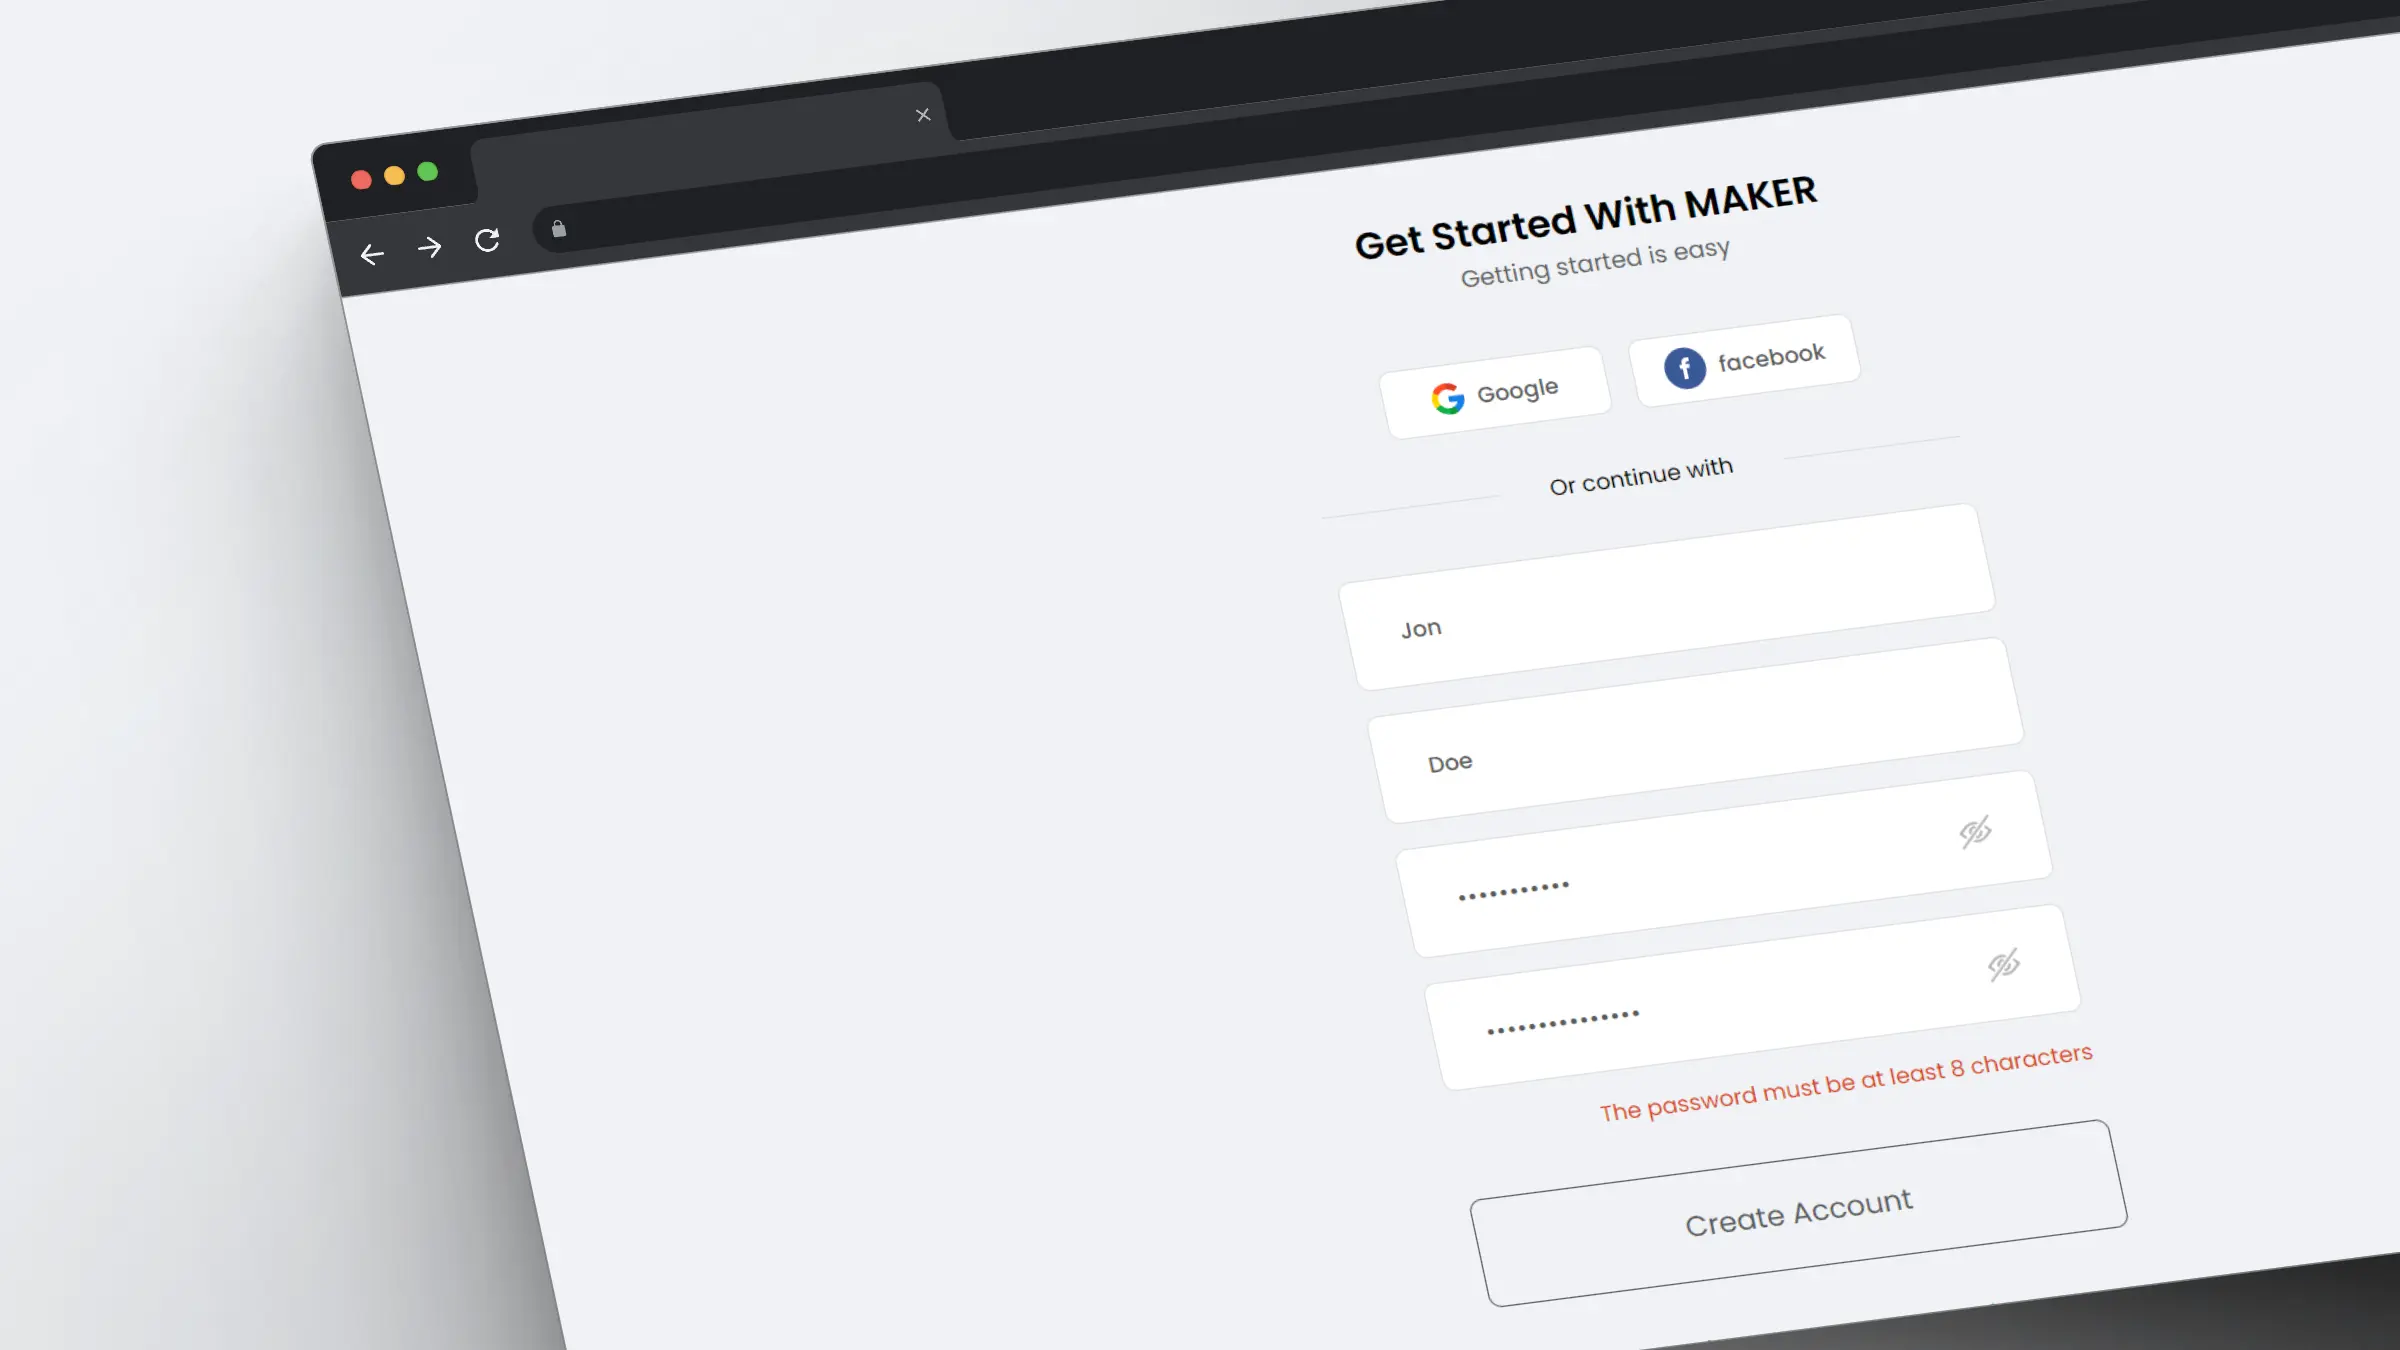 Get Started With MAKER
Getting started is easy
Google
facebook
Or continue with
Jon
Doe
•••••••••••
•••••••••••••••
The password must be at least 8 characters
Create Account